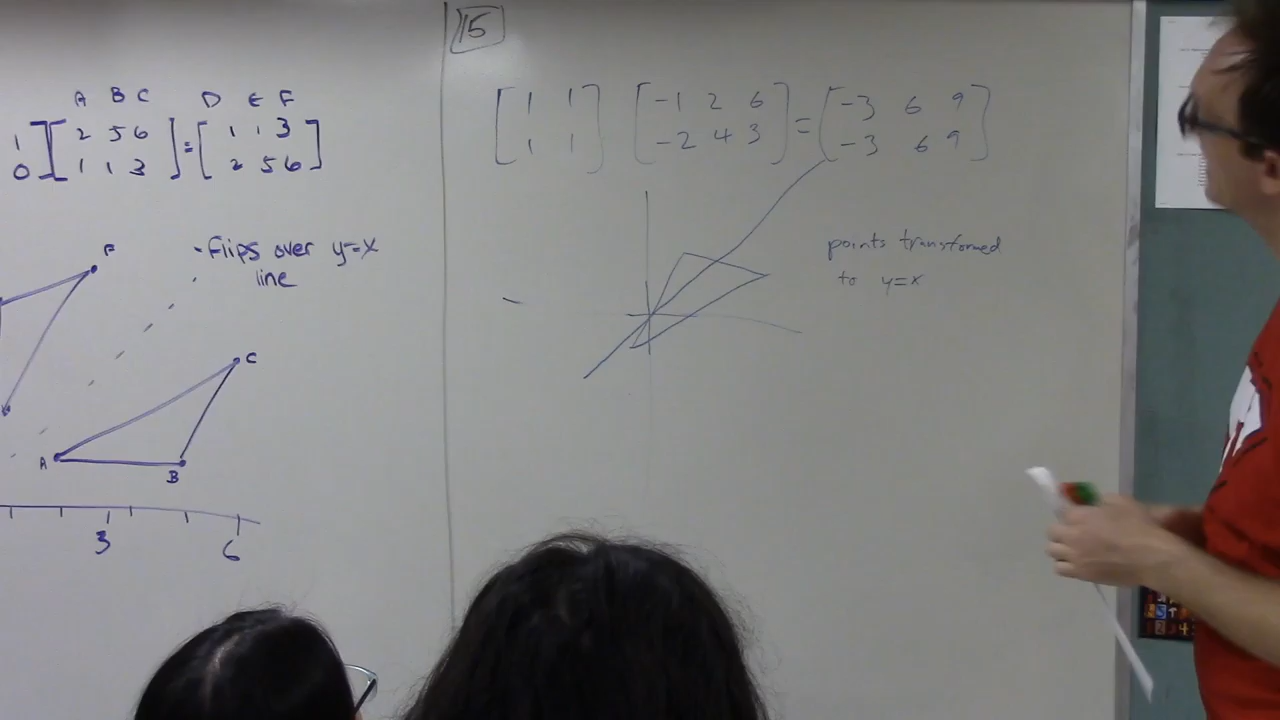 A B C D E F
1 ] [ 2 5 6 ] = [ 1 1 3 ]
0 ] [ 1 1 3 ] [ 2 5 6 ]
- Flips over y=x
line
F
C
A
B
3 6
15
[ 1 1 ] [ -1 2 6 ] = [ -3 6 9 ]
[ 1 1 ] [ -2 4 3 ] [ -3 6 9 ]
points transformed
to y=x